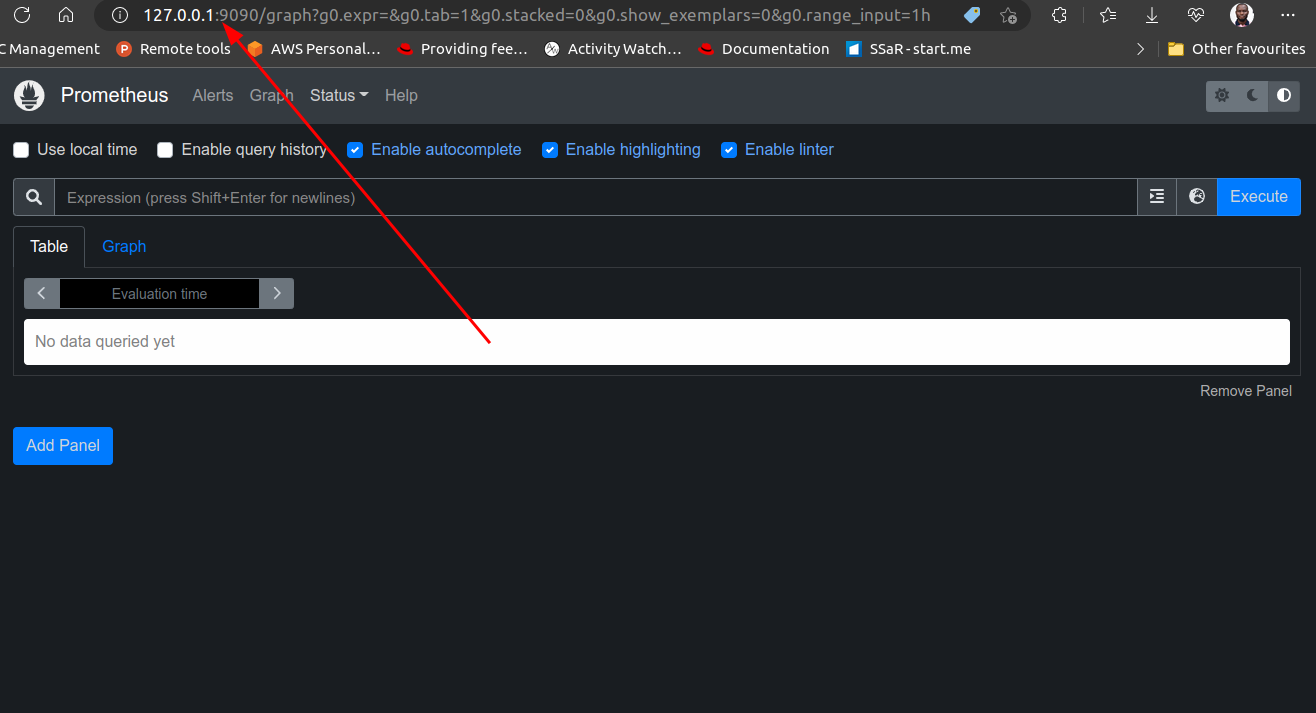 127.0.0.1:9090/graph?g0.expr=&g0.tab=1&g0.stacked=0&g0.show_exemplars=0&g0.range_input=1h
C Management Remote tools AWS Personal... Providing fee... Activity Watch... Documentation SSaR - start.me Other favourites
Prometheus Alerts Graph Status Help
Use local time Enable query history Enable autocomplete Enable highlighting Enable linter
Expression (press Shift+Enter for newlines) Execute
Table Graph
Evaluation time
No data queried yet
Remove Panel
Add Panel